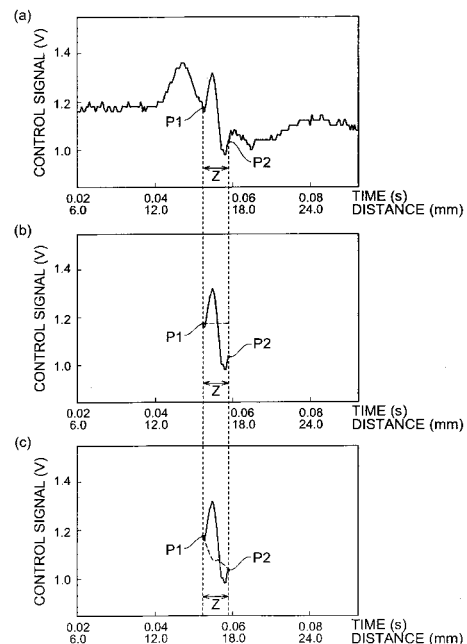 (a)
CONTROL SIGNAL (V)
1.4
1.2
1.0
P1
P2
Z
0.02 0.04 0.06 0.08 TIME (s)
6.0 12.0 18.0 24.0 DISTANCE (mm)
(b)
CONTROL SIGNAL (V)
1.4
1.2
1.0
P1
P2
Z
0.02 0.04 0.06 0.08 TIME (s)
6.0 12.0 18.0 24.0 DISTANCE (mm)
(c)
CONTROL SIGNAL (V)
1.4
1.2
1.0
P1
P2
Z
0.02 0.04 0.06 0.08 TIME (s)
6.0 12.0 18.0 24.0 DISTANCE (mm)